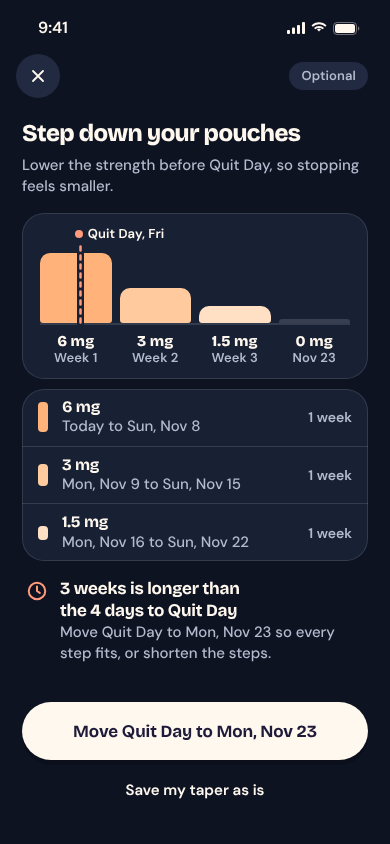 9:41
Optional
Step down your pouches
Lower the strength before Quit Day, so stopping
feels smaller.
Quit Day, Fri
6 mg
Week 1
3 mg
Week 2
1.5 mg
Week 3
0 mg
Nov 23
6 mg
Today to Sun, Nov 8
1 week
3 mg
Mon, Nov 9 to Sun, Nov 15
1 week
1.5 mg
Mon, Nov 16 to Sun, Nov 22
1 week
3 weeks is longer than
the 4 days to Quit Day
Move Quit Day to Mon, Nov 23 so every
step fits, or shorten the steps.
Move Quit Day to Mon, Nov 23
Save my taper as is